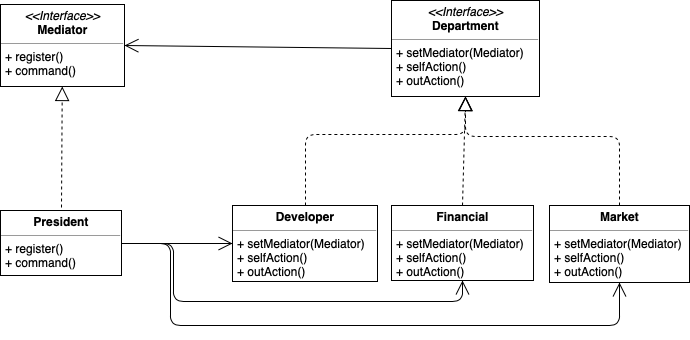 <<Interface>>
Mediator
+ register()
+ command()
<<Interface>>
Department
+ setMediator(Mediator)
+ selfAction()
+ outAction()
President
+ register()
+ command()
Developer
+ setMediator(Mediator)
+ selfAction()
+ outAction()
Financial
+ setMediator(Mediator)
+ selfAction()
+ outAction()
Market
+ setMediator(Mediator)
+ selfAction()
+ outAction()